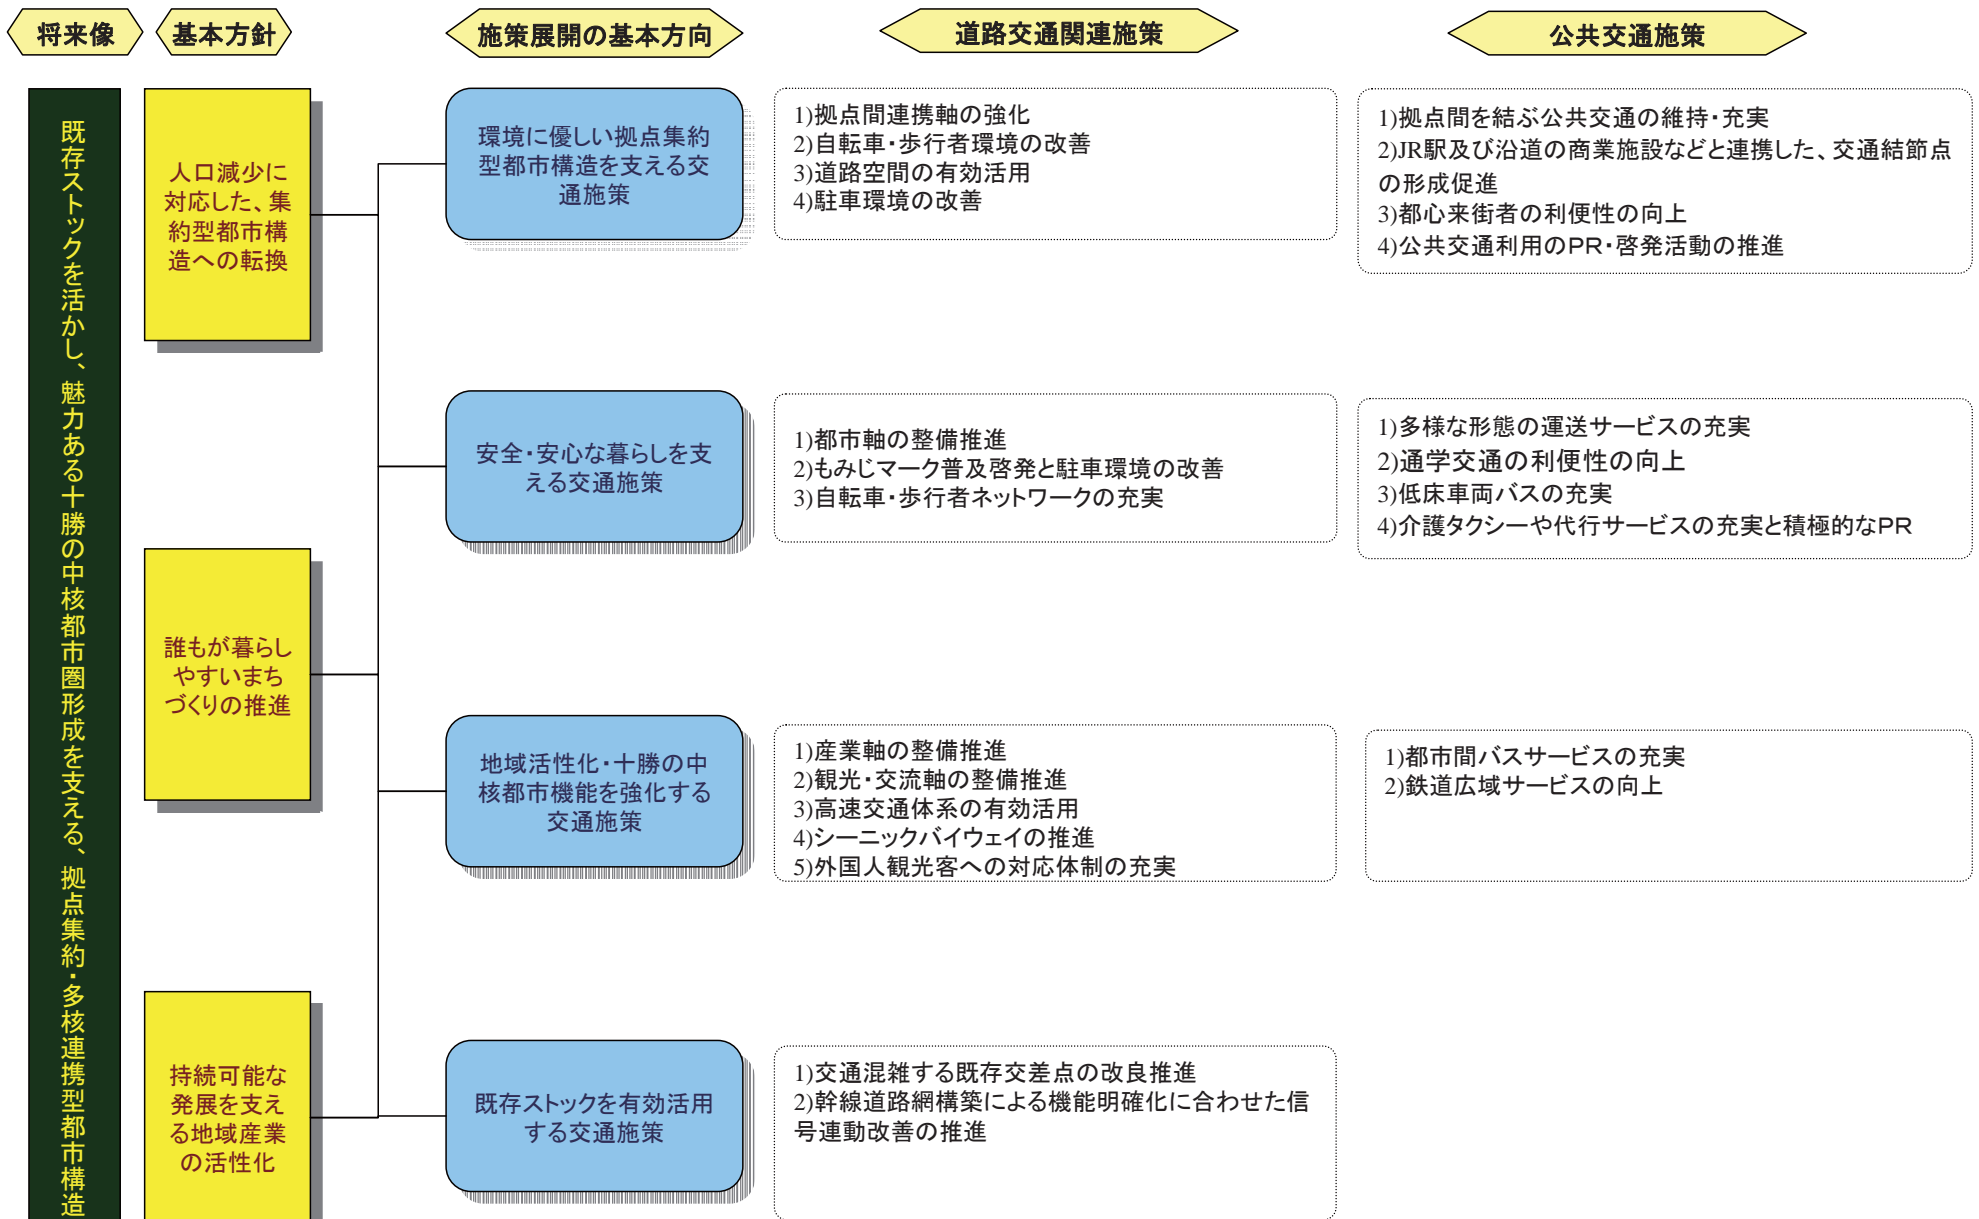 将来像
基本方針
施策展開の基本方向
道路交通関連施策
公共交通施策
既存ストックを活かし、魅力ある十勝の中核都市圏形成を支える、拠点集約・多核連携型都市構造
人口減少に
対応した、集
約型都市構
造への転換
誰もが暮らし
やすいまち
づくりの推進
持続可能な
発展を支え
る地域産業
の活性化
環境に優しい拠点集約
型都市構造を支える交
通施策
1)拠点間連携軸の強化
2)自転車・歩行者環境の改善
3)道路空間の有効活用
4)駐車環境の改善
1)拠点間を結ぶ公共交通の維持・充実
2)JR駅及び沿道の商業施設などと連携した、交通結節点
の形成促進
3)都心来街者の利便性の向上
4)公共交通利用のPR・啓発活動の推進
安全・安心な暮らしを支
える交通施策
1)都市軸の整備推進
2)もみじマーク普及啓発と駐車環境の改善
3)自転車・歩行者ネットワークの充実
1)多様な形態の運送サービスの充実
2)通学交通の利便性の向上
3)低床車両バスの充実
4)介護タクシーや代行サービスの充実と積極的なPR
地域活性化・十勝の中
核都市機能を強化する
交通施策
1)産業軸の整備推進
2)観光・交流軸の整備推進
3)高速交通体系の有効活用
4)シーニックバイウェイの推進
5)外国人観光客への対応体制の充実
1)都市間バスサービスの充実
2)鉄道広域サービスの向上
既存ストックを有効活用
する交通施策
1)交通混雑する既存交差点の改良推進
2)幹線道路網構築による機能明確化に合わせた信
号連動改善の推進